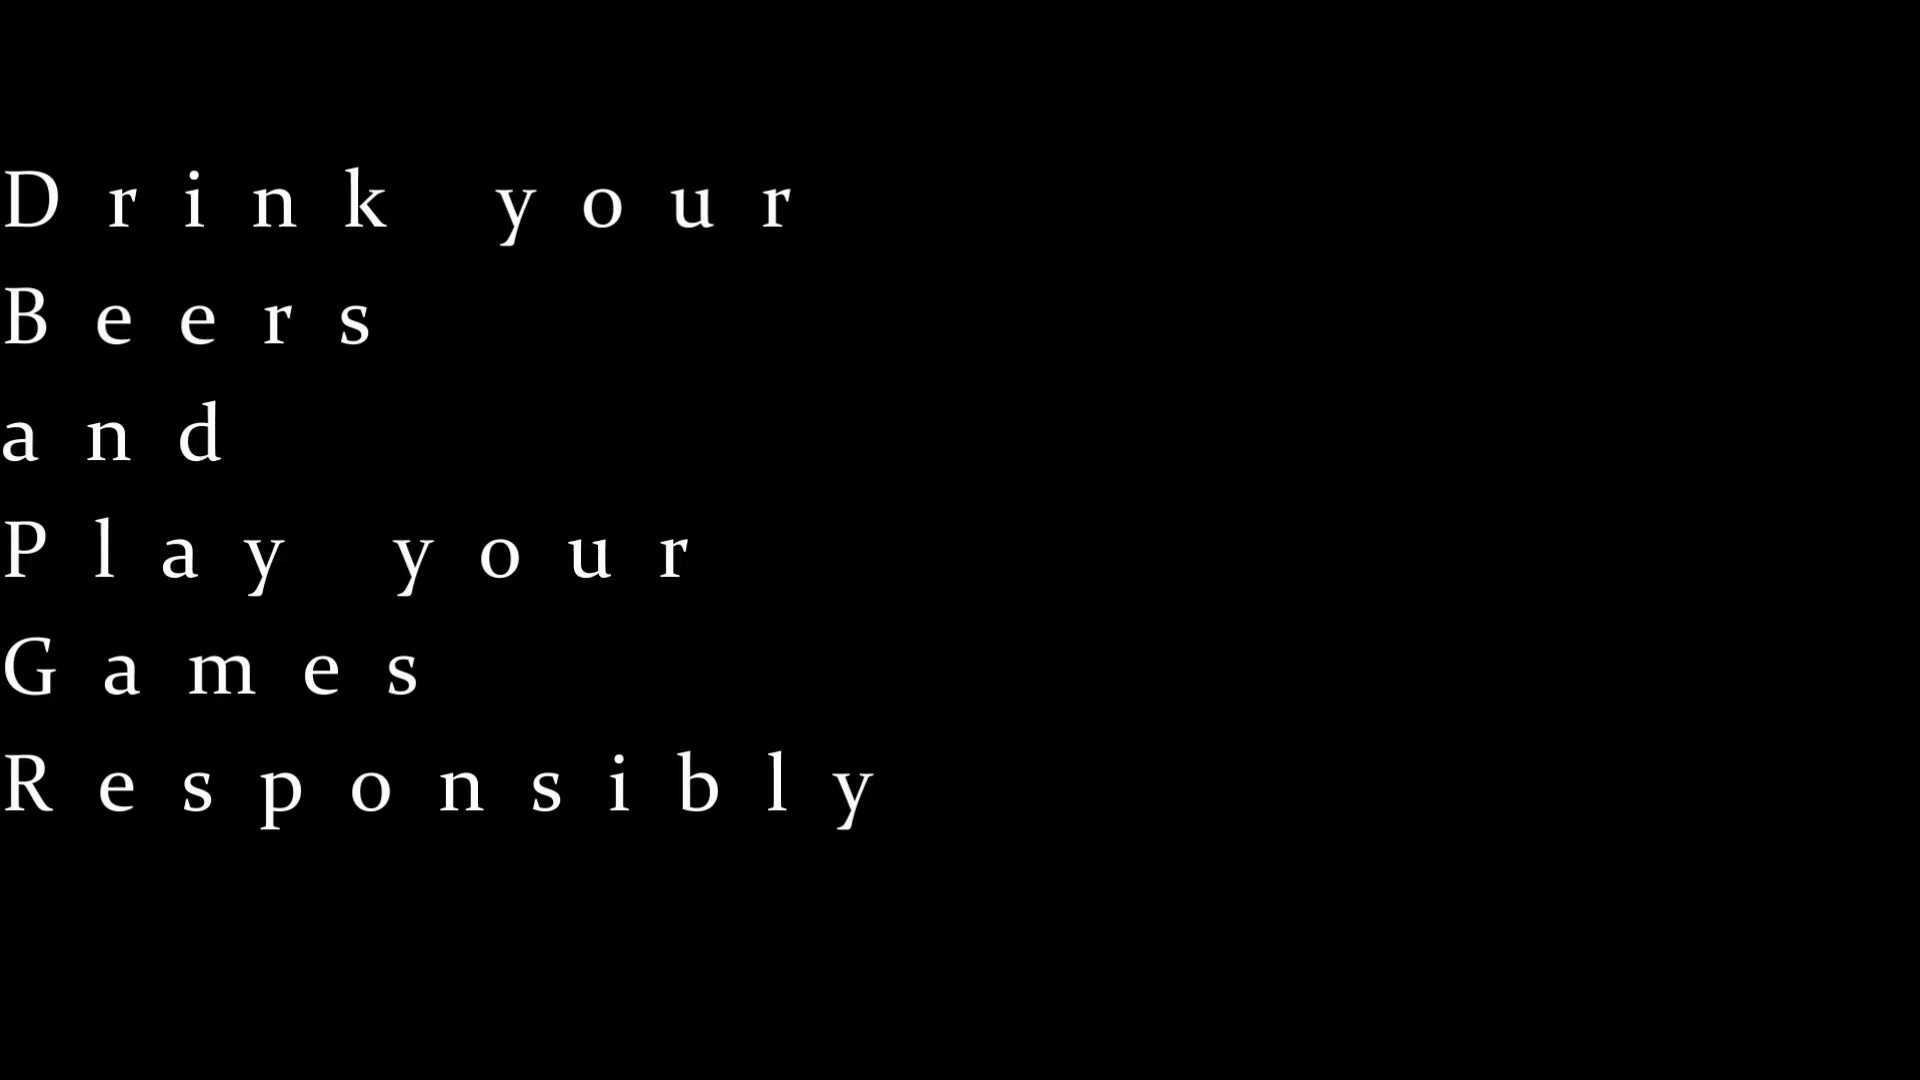 Drink your
Beers
and
Play your
Games
Responsibly